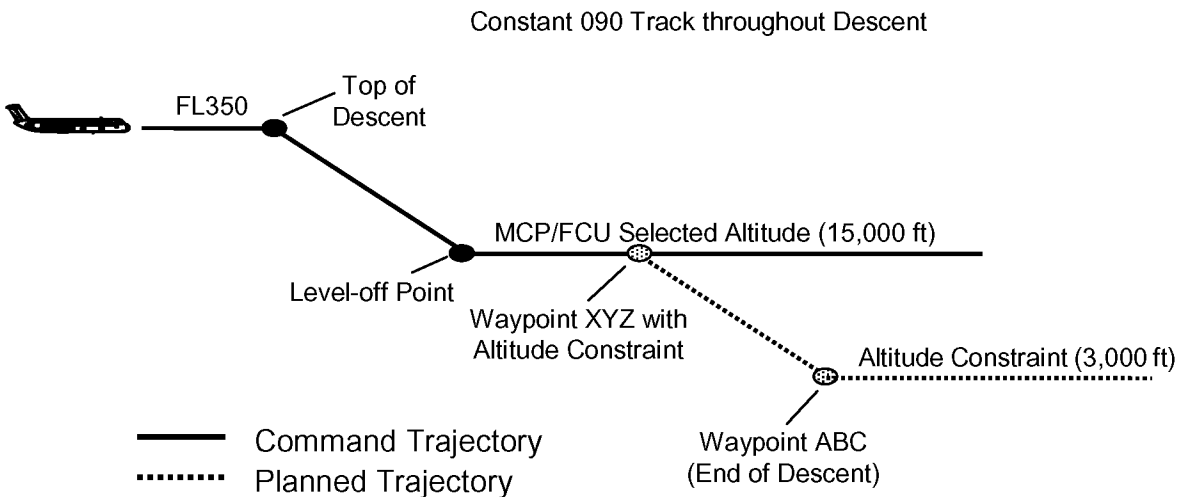 Constant 090 Track throughout Descent
FL350
Top of
Descent
MCP/FCU Selected Altitude (15,000 ft)
Level-off Point
Waypoint XYZ with
Altitude Constraint
Altitude Constraint (3,000 ft)
Waypoint ABC
(End of Descent)
Command Trajectory
Planned Trajectory